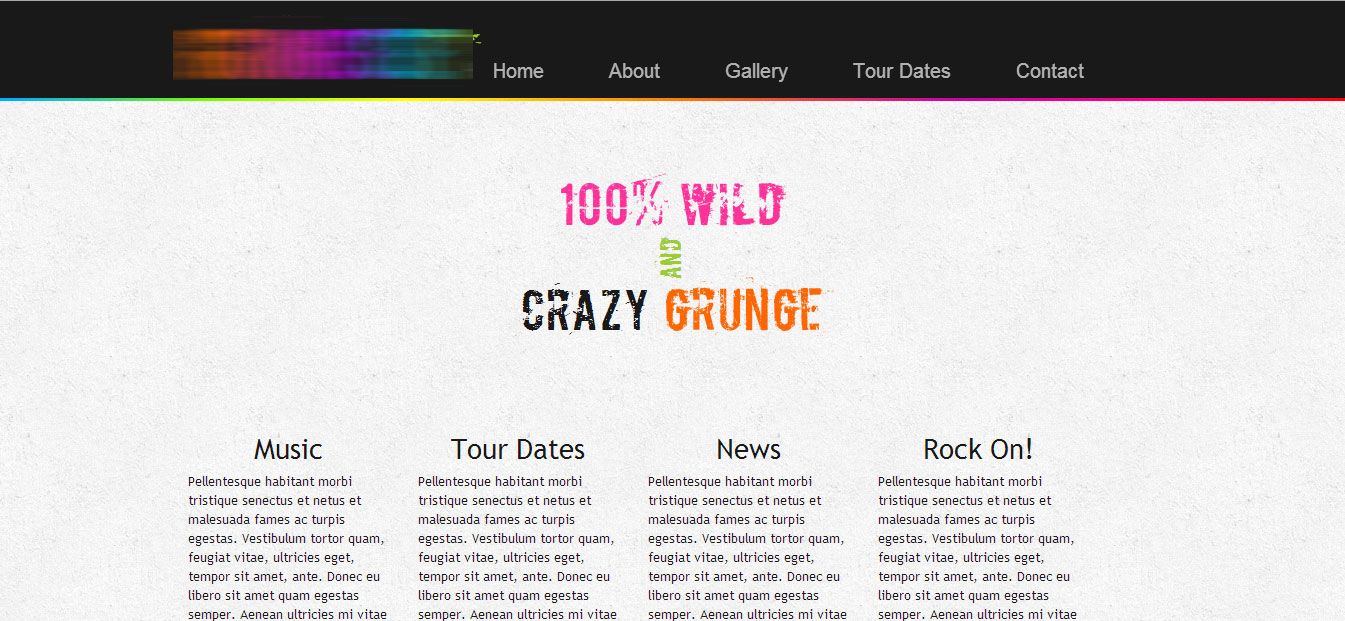 Home About Gallery Tour Dates Contact
100% WILD
AND
CRAZY GRUNGE
Music
Pellentesque habitant morbi
tristique senectus et netus et
malesuada fames ac turpis
egestas. Vestibulum tortor quam,
feugiat vitae, ultricies eget,
tempor sit amet, ante. Donec eu
libero sit amet quam egestas
semper. Aenean ultricies mi vitae
Tour Dates
Pellentesque habitant morbi
tristique senectus et netus et
malesuada fames ac turpis
egestas. Vestibulum tortor quam,
feugiat vitae, ultricies eget,
tempor sit amet, ante. Donec eu
libero sit amet quam egestas
semper. Aenean ultricies mi vitae
News
Pellentesque habitant morbi
tristique senectus et netus et
malesuada fames ac turpis
egestas. Vestibulum tortor quam,
feugiat vitae, ultricies eget,
tempor sit amet, ante. Donec eu
libero sit amet quam egestas
semper. Aenean ultricies mi vitae
Rock On!
Pellentesque habitant morbi
tristique senectus et netus et
malesuada fames ac turpis
egestas. Vestibulum tortor quam,
feugiat vitae, ultricies eget,
tempor sit amet, ante. Donec eu
libero sit amet quam egestas
semper. Aenean ultricies mi vitae